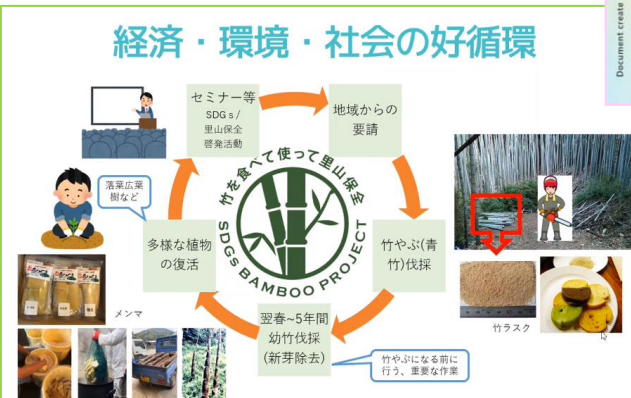 経済・環境・社会の好循環
Document create
セミナー等
SDGs/
里山保全
啓発活動
地域からの
要請
竹やぶ(青
竹)伐採
翌春~5年間
幼竹伐採
(新芽除去)
竹やぶになる前に
行う、重要な作業
多様な植物
の復活
落葉広葉
樹など
竹を食べて使って里山保全
SDGs BAMBOO PROJECT
メンマ
竹ラスク